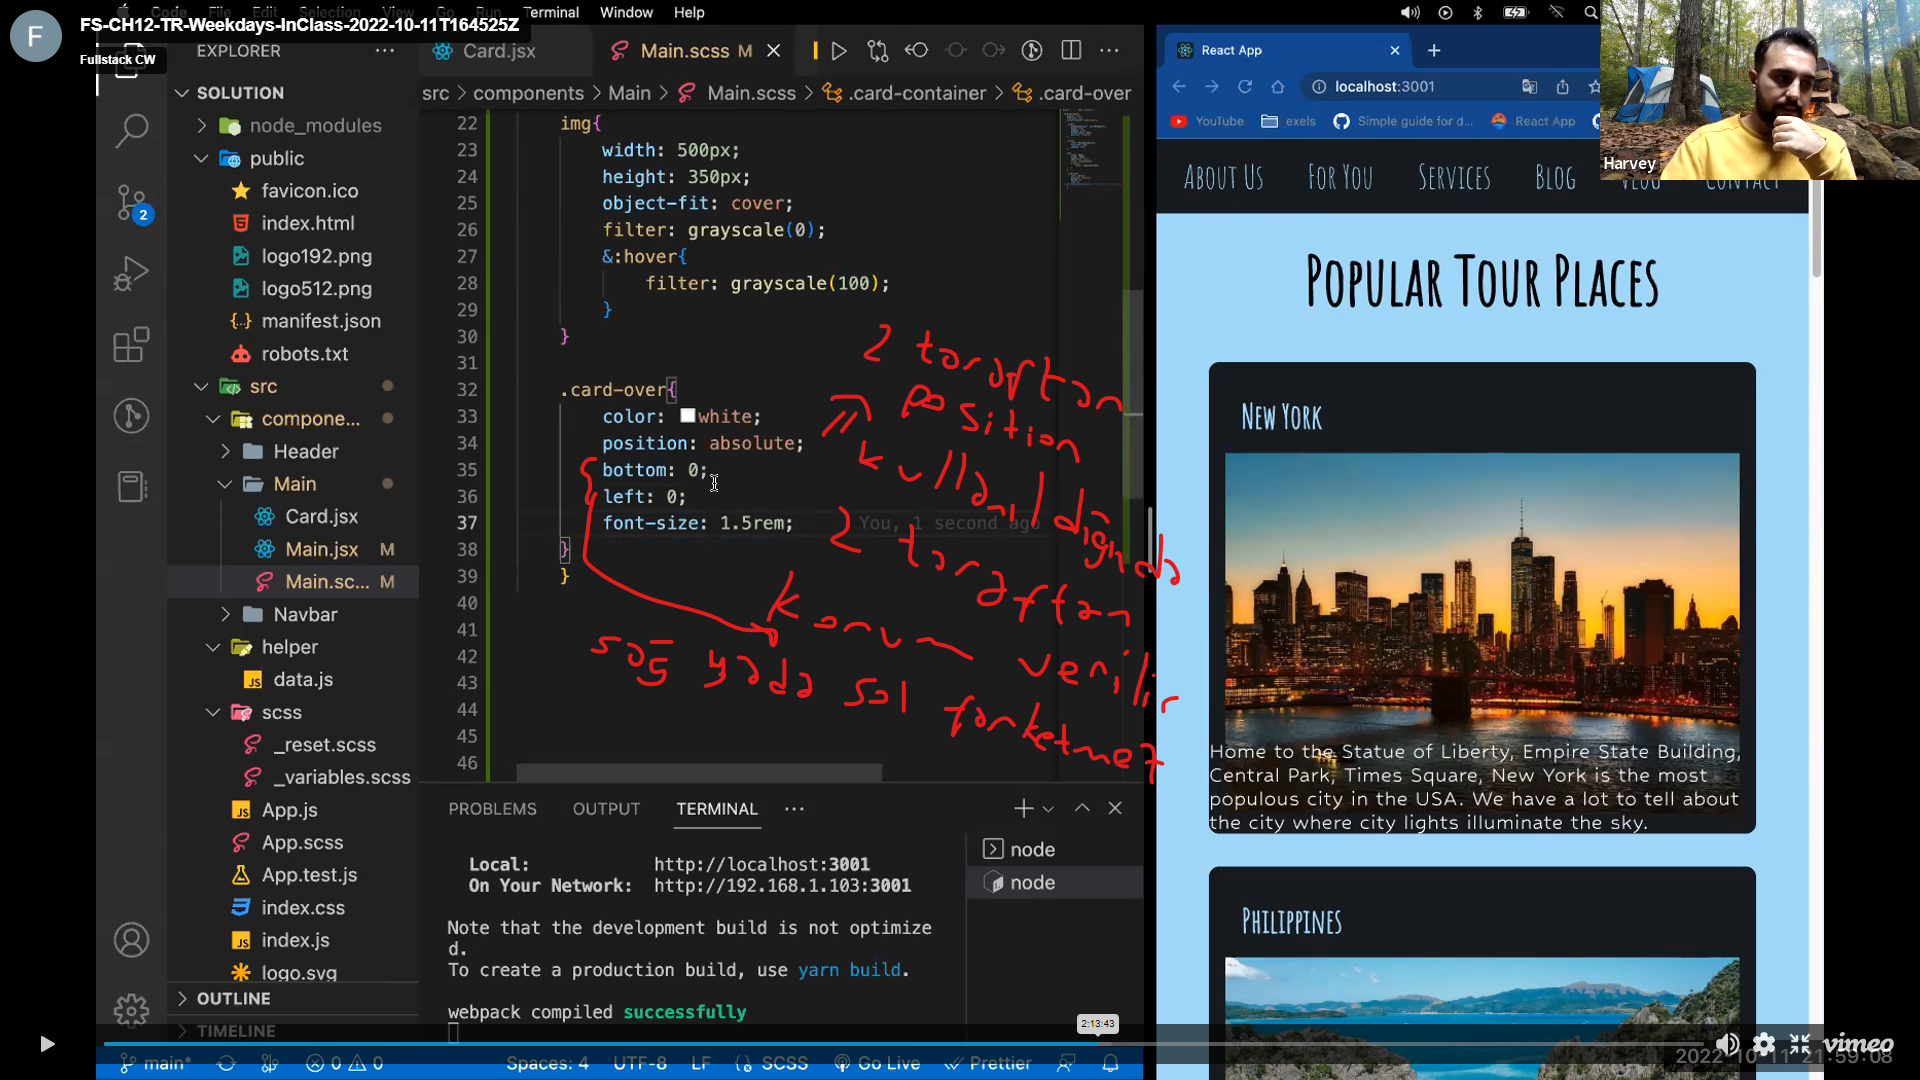 FS-CH12-TR-Weekdays-InClass-2022-10-11T164525Z
Fullstack CW
F
Terminal Window Help
EXPLORER ...
SOLUTION
node_modules
public
favicon.ico
index.html
logo192.png
logo512.png
manifest.json
robots.txt
src
compone...
Header
Main
Card.jsx
Main.jsx M
Main.sc... M
Navbar
helper
data.js
scss
_reset.scss
_variables.scss
App.js
App.scss
App.test.js
index.css
index.js
logo.svg
OUTLINE
TIMELINE
2
Card.jsx
Main.scss M
src > components > Main > Main.scss > .card-container > .card-over
22 img{
23 width: 500px;
24 height: 350px;
25 object-fit: cover;
26 filter: grayscale(0);
27 &:hover{
28 filter: grayscale(100);
29 }
30 }
31
32 .card-over{
33 color: white;
34 position: absolute;
35 bottom: 0;
36 left: 0;
37 font-size: 1.5rem; You, 1 second ago
38 }
39 }
40
41
42
43
44
45
46
2 taraftan
position
kullanıldığında
2 taraftan
konum verilir
sağ yada sol farketmez
PROBLEMS OUTPUT TERMINAL ...
Local: http://localhost:3001
On Your Network: http://192.168.1.103:3001
Note that the development build is not optimize
d.
To create a production build, use yarn build.
webpack compiled successfully
node
node
main* 0 0 Spaces: 4 UTF-8 LF SCSS Go Live Prettier
React App
localhost:3001
YouTube exels Simple guide for d... React App
Harvey
About Us For You Services Blog Vlog Contact
Popular Tour Places
New York
Home to the Statue of Liberty, Empire State Building,
Central Park, Times Square, New York is the most
populous city in the USA. We have a lot to tell about
the city where city lights illuminate the sky.
Philippines
2:13:43
vimeo
2022-10-11 21:59:08